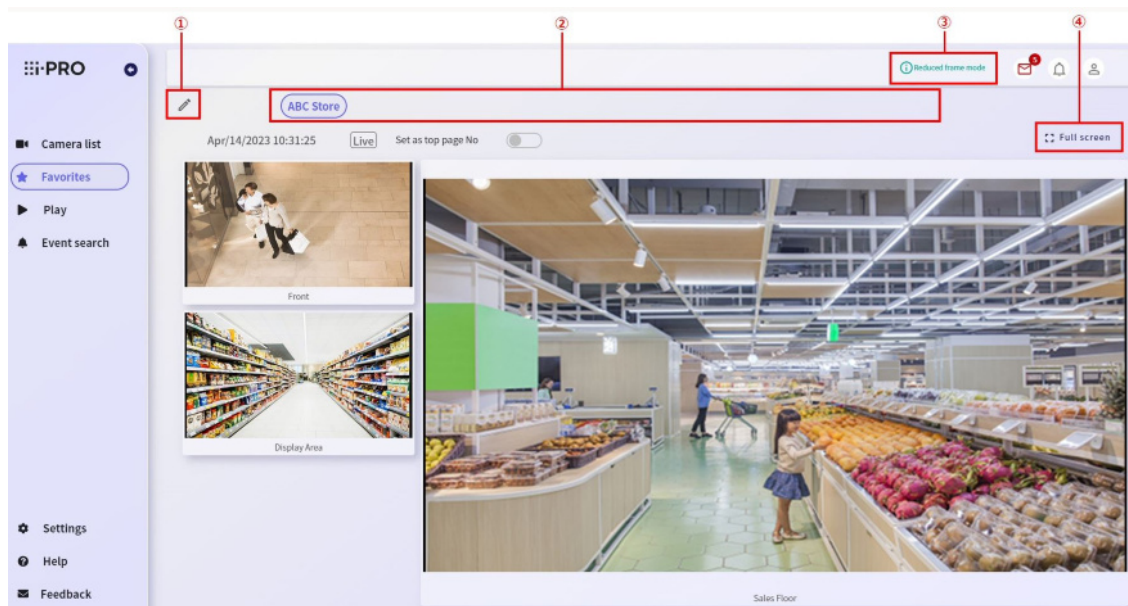 ① ② ③ ④
i-PRO
Reduced frame mode
5
ABC Store
Apr/14/2023 10:31:25 Live Set as top page No
Full screen
Camera list
Favorites
Play
Event search
Front
Display Area
Sales Floor
Settings
Help
Feedback